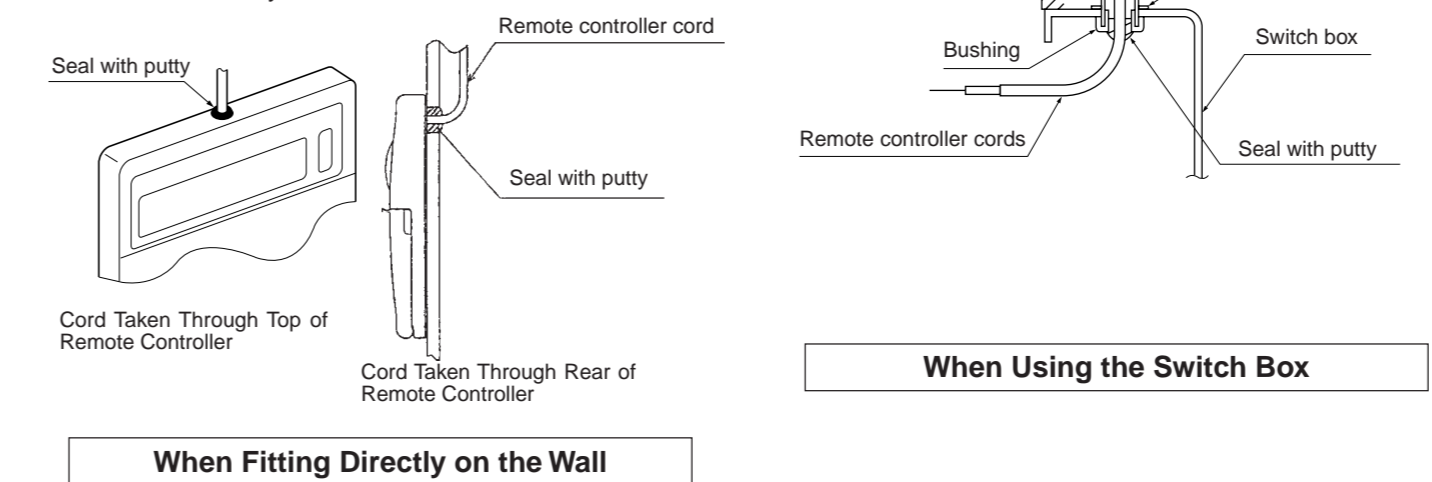 Remote controller cord
Seal with putty
Seal with putty
Cord Taken Through Top of
Remote Controller
Cord Taken Through Rear of
Remote Controller
When Fitting Directly on the Wall
Bushing
Switch box
Remote controller cords
Seal with putty
When Using the Switch Box